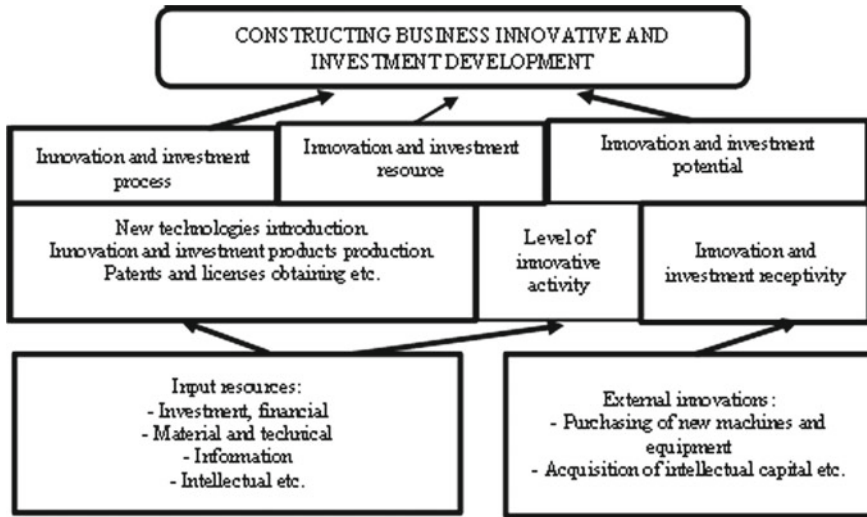 CONSTRUCTING BUSINESS INNOVATIVE AND
INVESTMENT DEVELOPMENT
Innovation and investment
process
Innovation and investment
resource
Innovation and investment
potential
New technologies introduction.
Innovation and investment products production.
Patents and licenses obtaining etc.
Level of
innovative
activity
Innovation and
investment receptivity
Input resources:
- Investment, financial
- Material and technical
- Information
- Intellectual etc.
External innovations:
- Purchasing of new machines and
equipment
- Acquisition of intellectual capital etc.